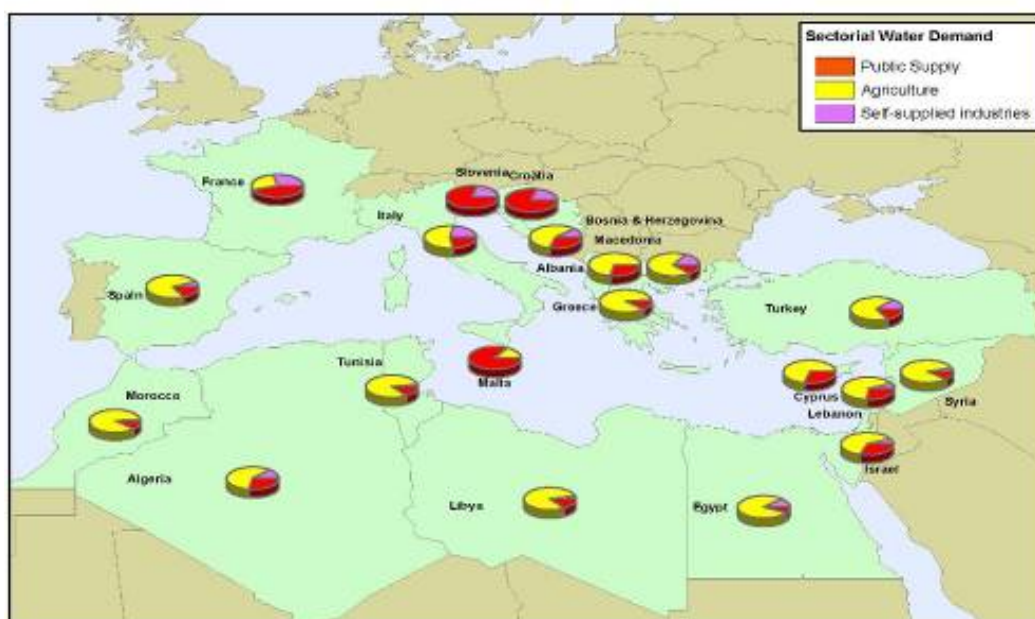 Sectorial Water Demand
Public Supply
Agriculture
Self-supplied industries
France
Slovenia
Croatia
Italy
Bosnia & Herzegovina
Macedonia
Albania
Spain
Greece
Turkey
Tunisia
Malta
Cyprus
Lebanon
Syria
Morocco
Israel
Algeria
Libya
Egypt